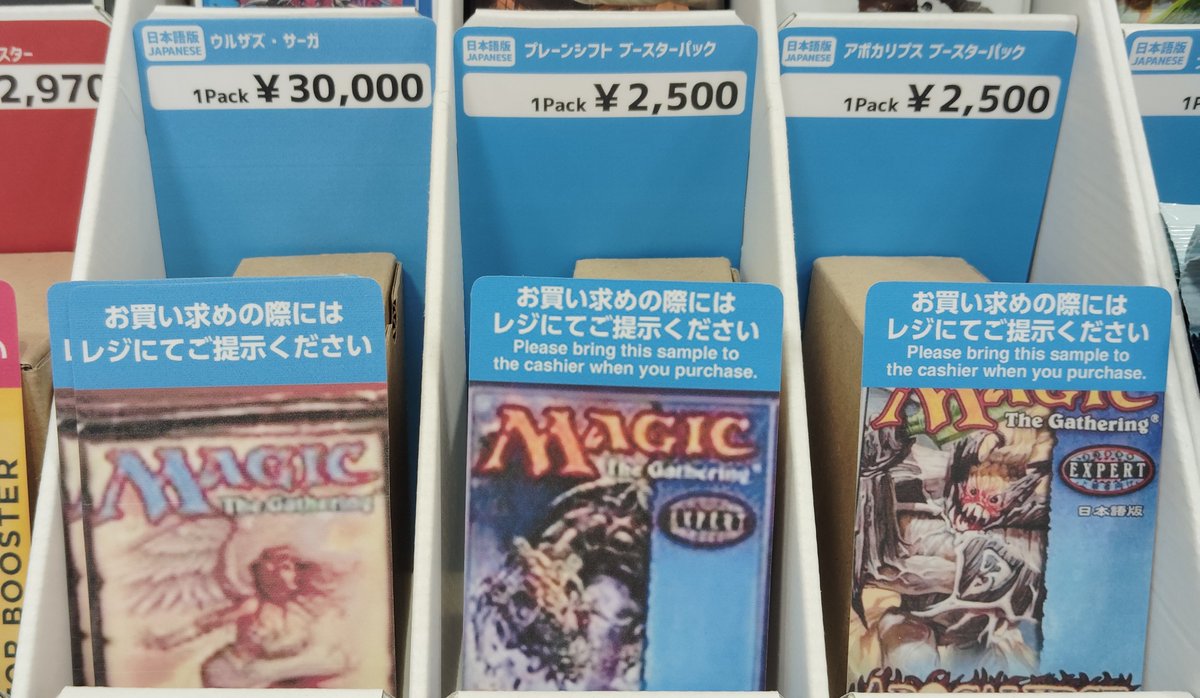 スター
2,970
日本語版
JAPANESE
ウルザズ・サーガ
1Pack ¥30,000
日本語版
JAPANESE
プレーンシフト ブースターパック
1Pack ¥2,500
日本語版
JAPANESE
アポカリプス ブースターパック
1Pack ¥2,500
日本語版
JAPANESE
お買い求めの際には
レジにてご提示ください
MAGIC
The Gathering
お買い求めの際には
レジにてご提示ください
Please bring this sample to
the cashier when you purchase.
MAGIC
The Gathering
EXPERT
お買い求めの際には
レジにてご提示ください
Please bring this sample to
the cashier when you purchase.
MAGIC
The Gathering®
EXPERT
日本語版
BOOSTER